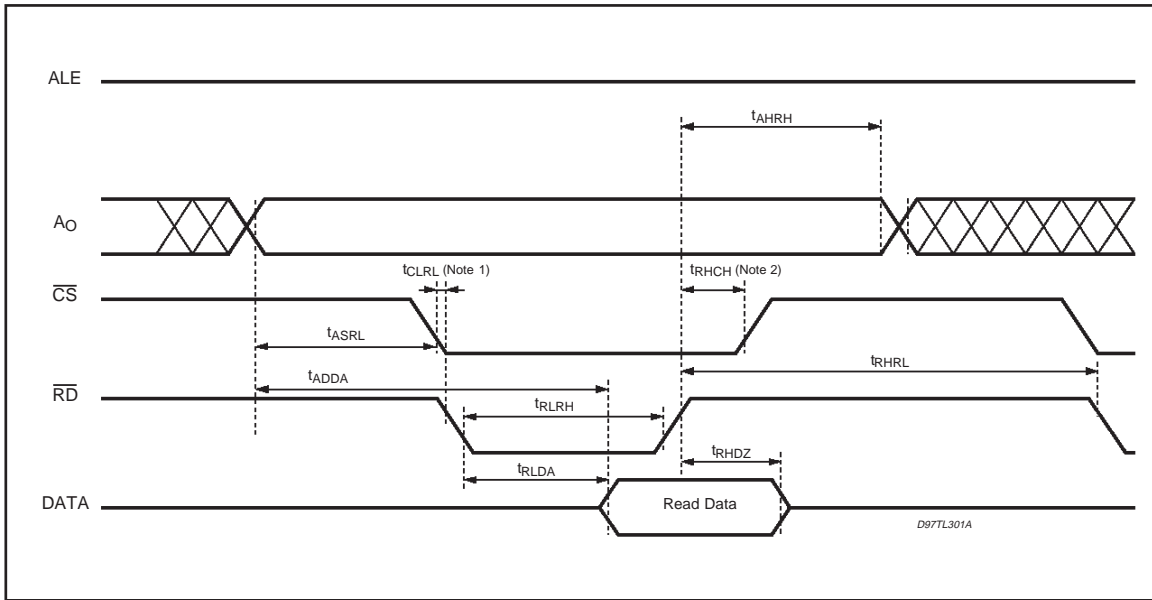 ALE
tAHRH
AO
tCLRL (Note 1)
tRHCH (Note 2)
CS
tASRL
tRHRL
tADDA
RD
tRLRH
tRHDZ
tRLDA
DATA
Read Data
D97TL301A